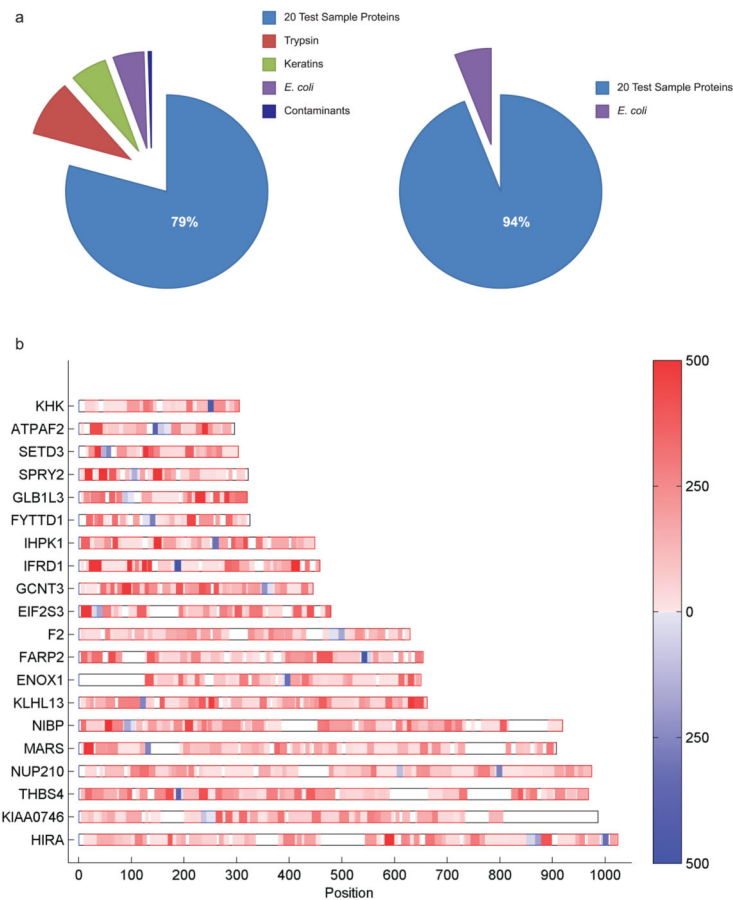 a
20 Test Sample Proteins
Trypsin
Keratins
E. coli
Contaminants
79%
20 Test Sample Proteins
E. coli
94%
b
KHK
ATPAF2
SETD3
SPRY2
GLB1L3
FYTTD1
IHPK1
IFRD1
GCNT3
EIF2S3
F2
FARP2
ENOX1
KLHL13
NIBP
MARS
NUP210
THBS4
KIAA0746
HIRA
0 100 200 300 400 500 600 700 800 900 1000
Position
500
250
0
250
500